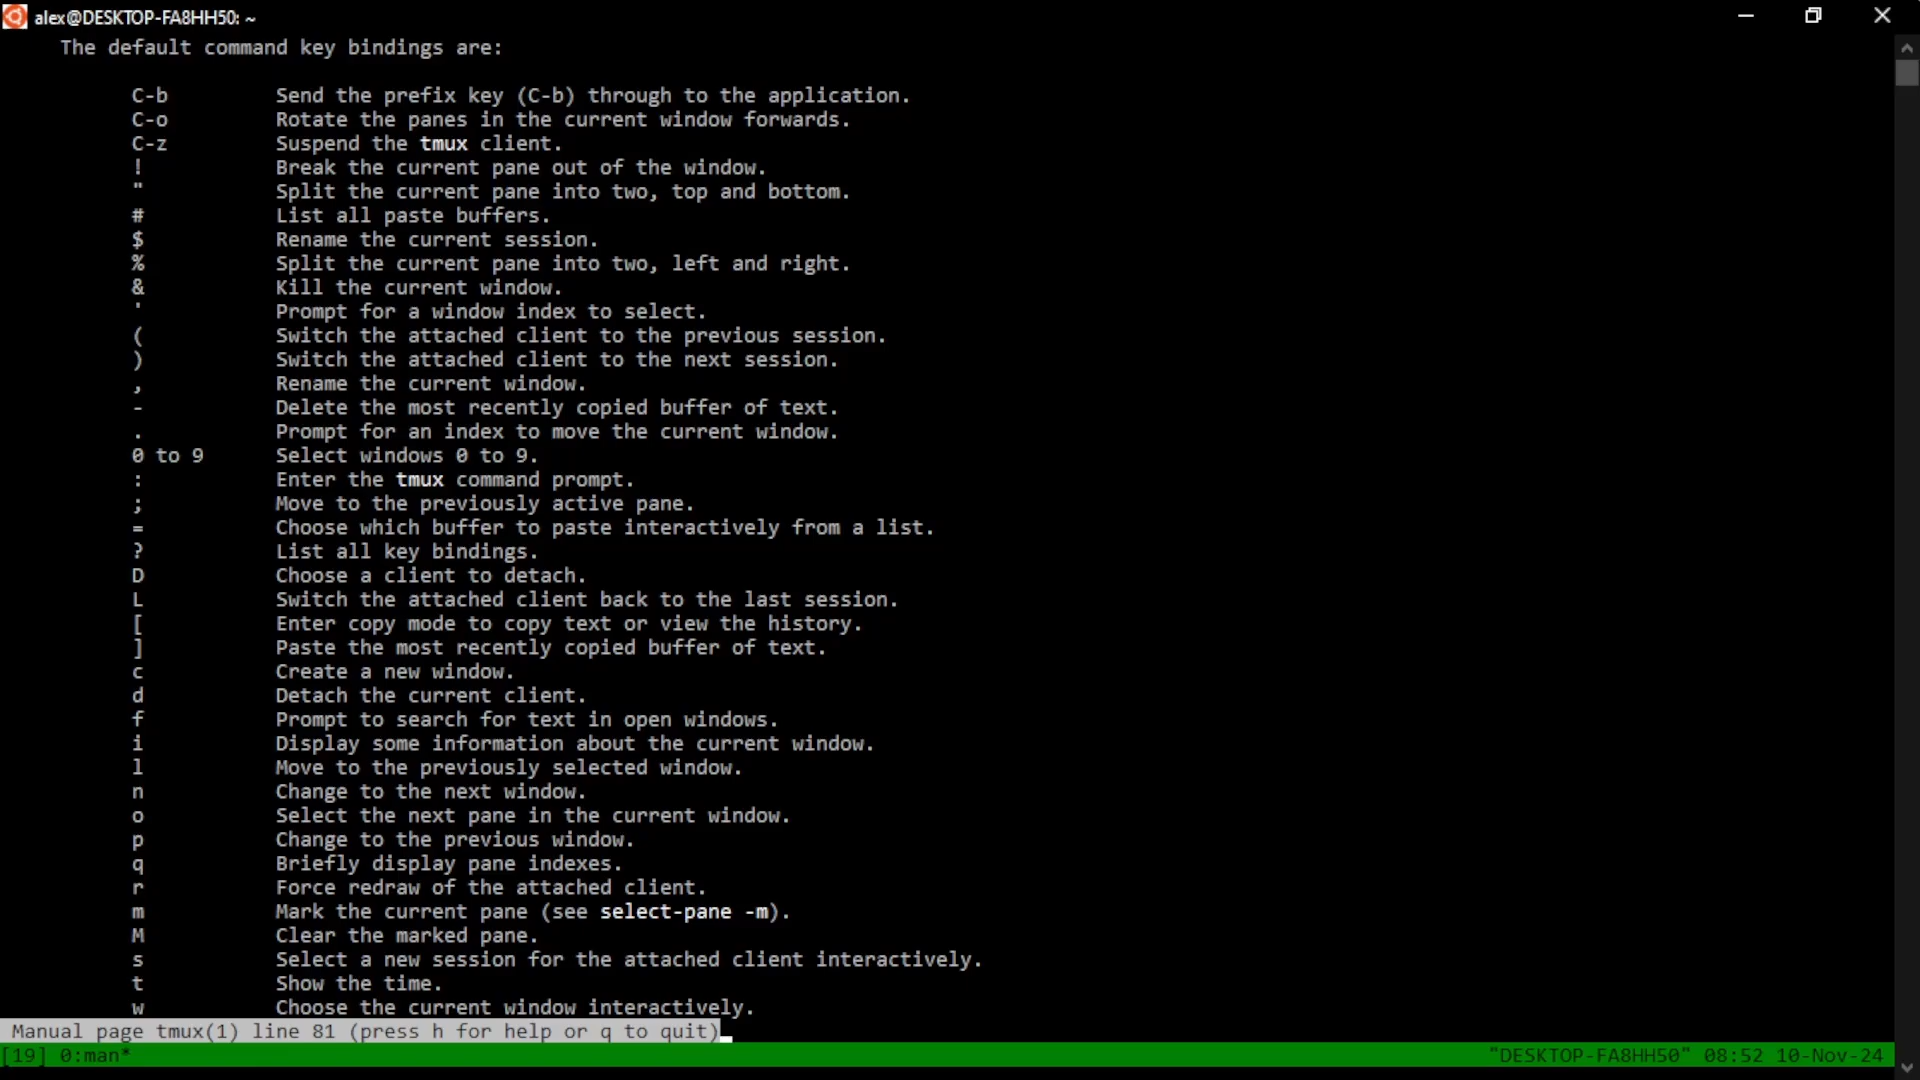 alex@DESKTOP-FA8HH50: ~
The default command key bindings are:
C-b Send the prefix key (C-b) through to the application.
C-o Rotate the panes in the current window forwards.
C-z Suspend the tmux client.
! Break the current pane out of the window.
" Split the current pane into two, top and bottom.
# List all paste buffers.
$ Rename the current session.
% Split the current pane into two, left and right.
& Kill the current window.
' Prompt for a window index to select.
( Switch the attached client to the previous session.
) Switch the attached client to the next session.
, Rename the current window.
- Delete the most recently copied buffer of text.
. Prompt for an index to move the current window.
0 to 9 Select windows 0 to 9.
: Enter the tmux command prompt.
; Move to the previously active pane.
= Choose which buffer to paste interactively from a list.
? List all key bindings.
D Choose a client to detach.
L Switch the attached client back to the last session.
[ Enter copy mode to copy text or view the history.
] Paste the most recently copied buffer of text.
c Create a new window.
d Detach the current client.
f Prompt to search for text in open windows.
i Display some information about the current window.
l Move to the previously selected window.
n Change to the next window.
o Select the next pane in the current window.
p Change to the previous window.
q Briefly display pane indexes.
r Force redraw of the attached client.
m Mark the current pane (see select-pane -m).
M Clear the marked pane.
s Select a new session for the attached client interactively.
t Show the time.
w Choose the current window interactively.
Manual page tmux(1) line 81 (press h for help or q to quit)
[19] 0:man* "DESKTOP-FA8HH50" 08:52 10-Nov-24